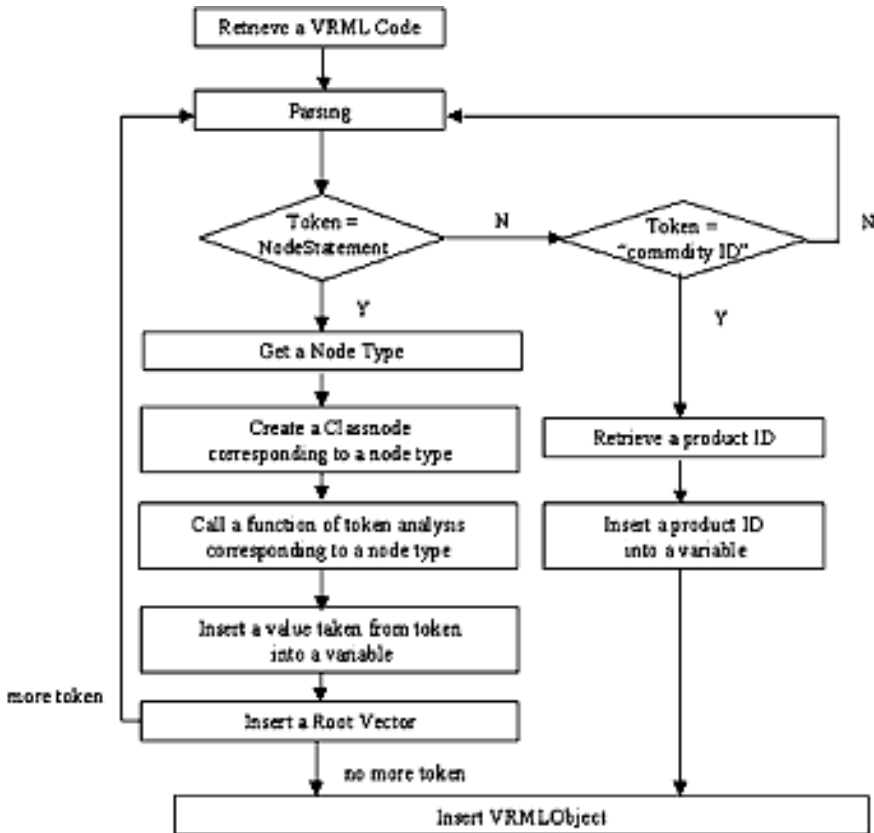 Retrieve a VRML Code
Parsing
Token =
NodeStatement
N
Token =
"commdity ID"
N
Y
Y
Get a Node Type
Create a Classnode
corresponding to a node type
Retrieve a product ID
Call a function of token analysis
corresponding to a node type
Insert a product ID
into a variable
Insert a value taken from token
into a variable
more token
Insert a Root Vector
no more token
Insert VRMLObject